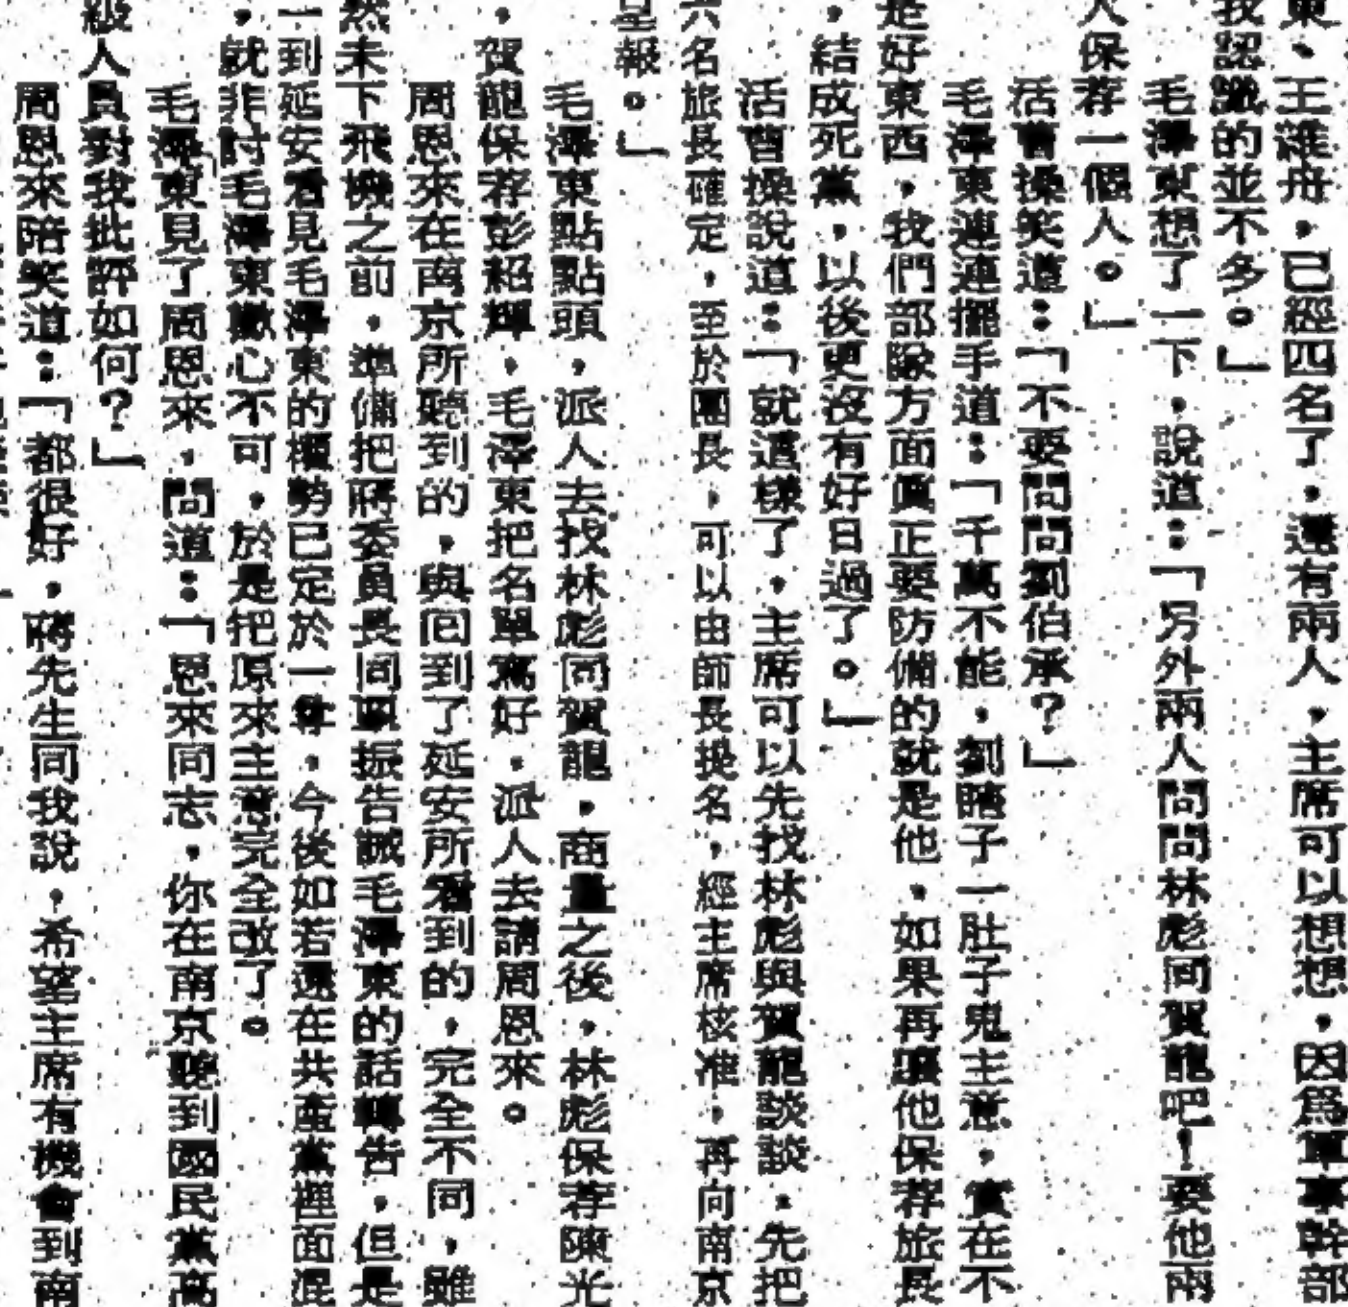 東、王維舟，已經四名了，還有兩人，主席可以想想，因爲軍事幹部
我認識的並不多。」
毛澤東想了一下，說道：「另外兩人問問林彪同賀龍吧！要他兩
人保荐一個人。」
活曹操笑道：「不要問問劉伯承？」
毛澤東連連擺手道：「千萬不能，劉瞎子一肚子鬼主意，實在不
是好東西，我們部隊方面眞正要防備的就是他，如果再讓他保荐旅長
，結成死黨，以後更沒有好日過了。」
活曹操說道：「就這樣了，主席可以先找林彪與賀龍談談，先把
六名旅長確定，至於團長，可以由師長提名，經主席核准，再向南京
呈報。」
毛澤東點點頭，派人去找林彪同賀龍，商量之後，林彪保荐陳光
，賀龍保荐彭紹輝，毛澤東把名單寫好，派人去請周恩來。
周恩來在南京所聽到的，與回到了延安所看到的，完全不同，雖
然未下飛機之前，準備把蔣委員長同
振告誡毛澤東的話轉告，但是
一到延安看見毛澤東的權勢已定於一尊，今後如若還在共產黨裡面混
，就非討毛澤東歡心不可，於是把原來主意完全改了。
毛澤東見了周恩來，問道：「恩來同志，你在南京聽到國民黨高
級人員對我批評如何？」
周恩來陪笑道：「都很好，蔣先生同我說，希望主席有機會到南